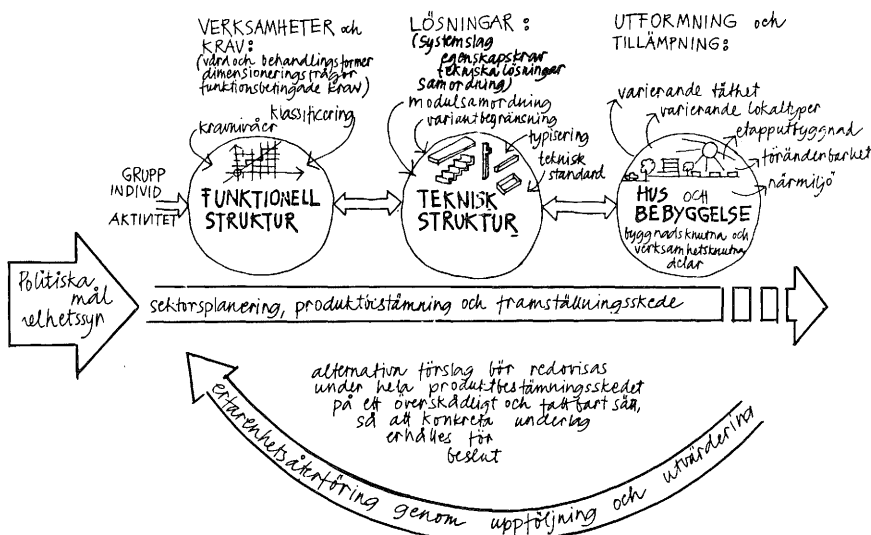 VERKSAMHETER och
KRAV:
(vård och behandlingsformer
dimensioneringsfrågor
funktionsbetingade krav)
kravnivåer
klassificering
GRUPP
INDIVID
AKTIVITET
FUNKTIONELL
STRUKTUR
LÖSNINGAR:
(systemslag
egenskapskrav
tekniska lösningar
samordning)
modulsamordning
variantbegränsning
typisering
teknisk
standard
TEKNISK
STRUKTUR
UTFORMNING och
TILLÄMPNING:
varierande täthet
varierande lokaltyper
etapputbyggnad
föränderbarhet
närmiljö
HUS OCH
BEBYGGELSE
byggnadsknutna och
verksamhetsknutna
delar
Politiska
mål
helhetssyn
sektorsplanering, produktbestämning och framställningsskede
alternativa förslag bör redovisas
under hela produktbestämningsskedet
på ett överskådligt och fattbart sätt,
så att konkreta underlag
erhålles för
beslut
erfarenhetsåterföring genom uppföljning och utvärdering